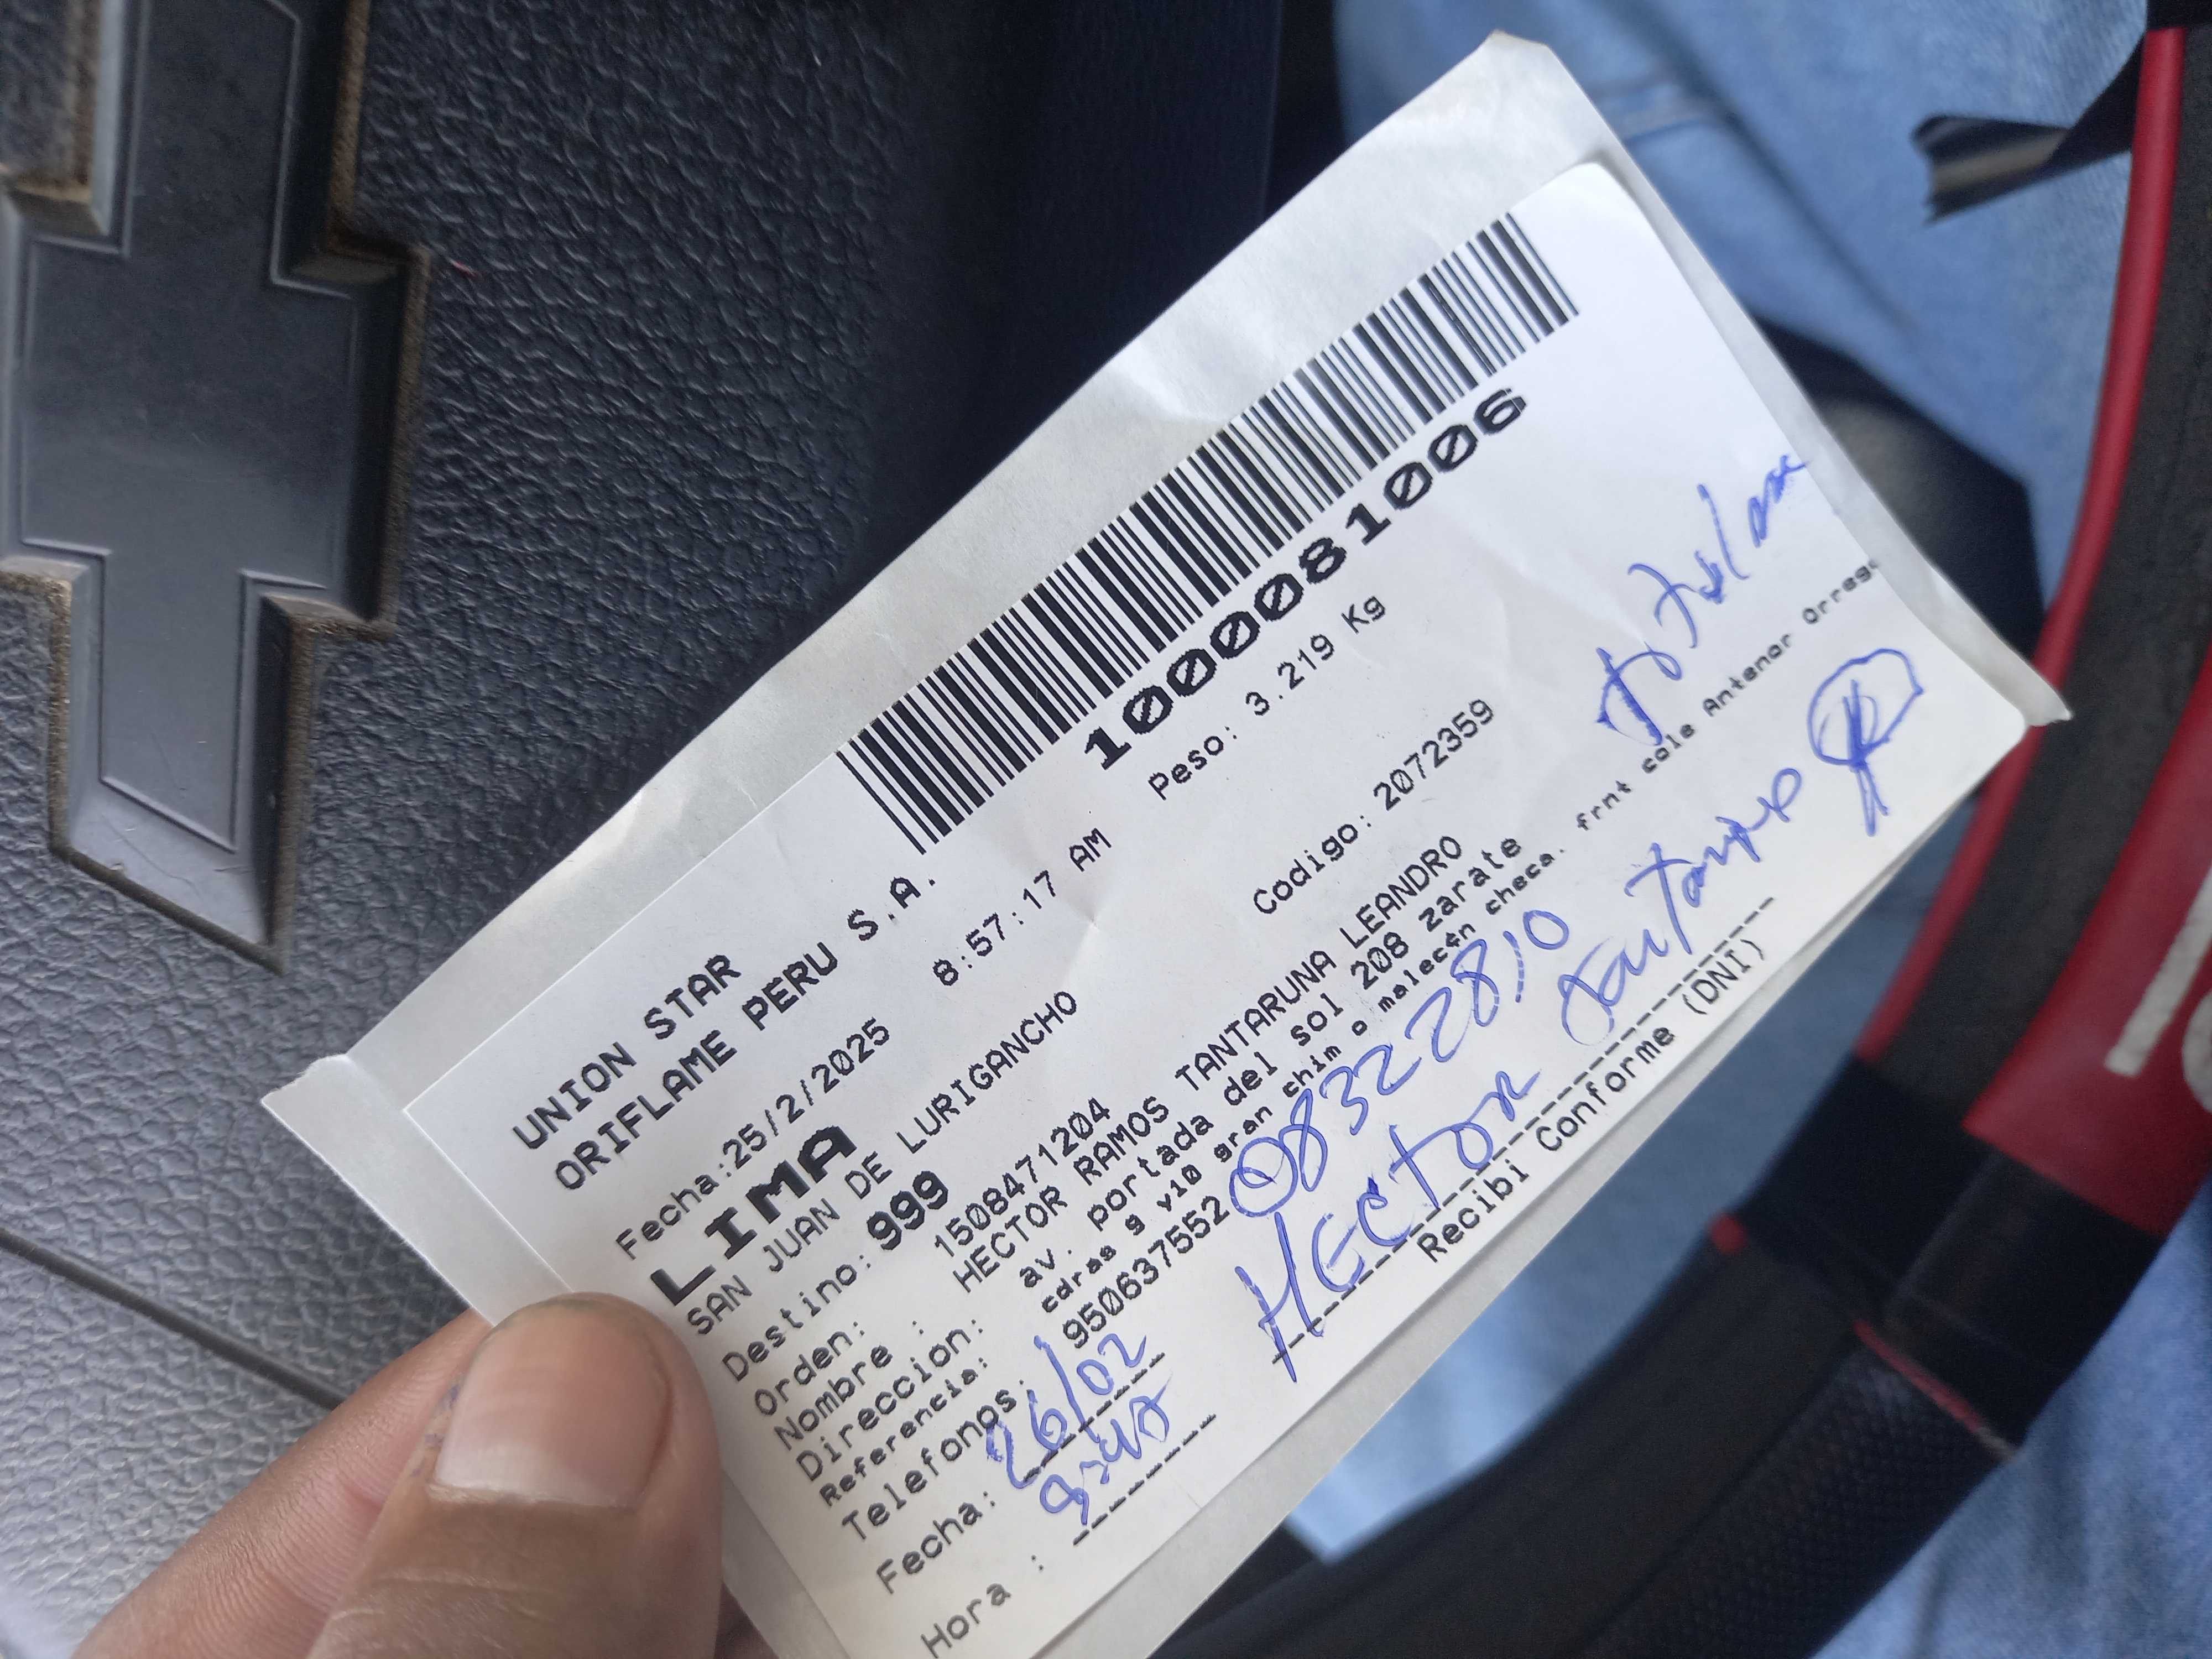 1000081006
UNION STAR
ORIFLAME PERU S.A.
Peso: 3.219 Kg
Fecha:25/2/2025 8:57:17 AM
LIMA
SAN JUAN DE LURIGANCHO
Destino: 999 Codigo: 2072359
Orden: 1508471204
Nombre : HECTOR RAMOS TANTARUNA LEANDRO
Direccion: av. portada del sol 208 zarate
Referencia: cdras 9 y10 gran chim o malec¢n checa. frnt cole Antenor Orrego
Telefonos. 950637552
08322810
Titular
Fecha: 26/02
HECTOR
Hora :
Recibi Conforme (DNI)